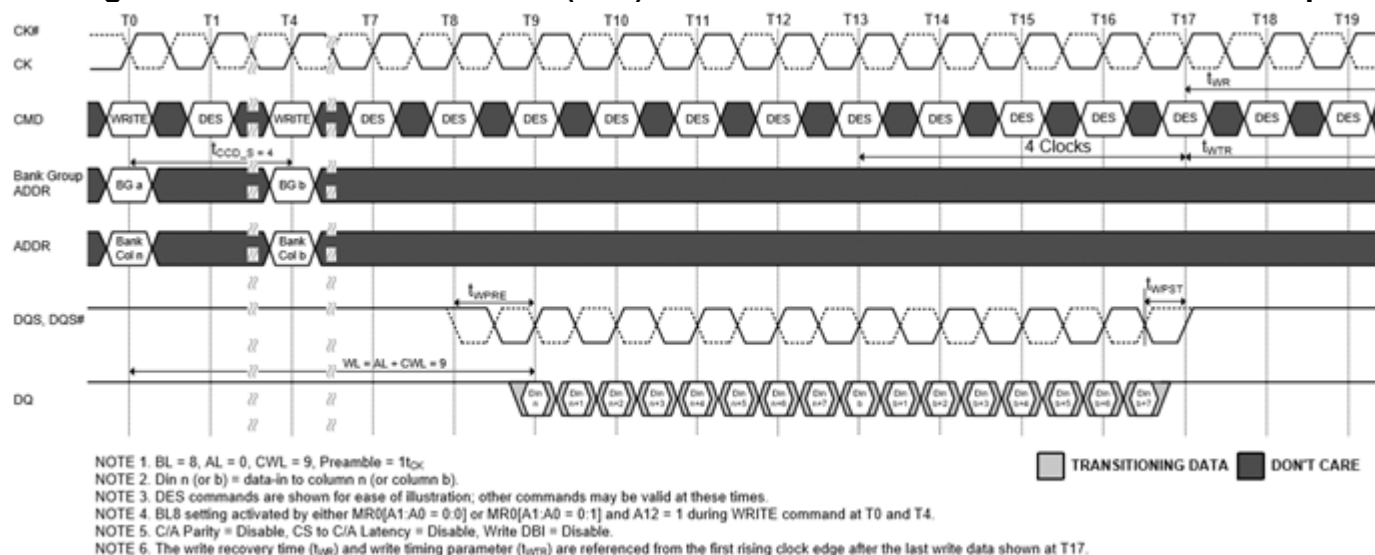 T0 T1 T4 T7 T8 T9 T10 T11 T12 T13 T14 T15 T16 T17 T18 T19
CK#
CK
tWR
CMD WRITE DES WRITE DES DES DES DES DES DES DES DES DES DES DES DES DES
tCCD_S = 4
4 Clocks
tWTR
Bank Group
ADDR
BG a BG b
ADDR
Bank Bank
Col n Col b
tWPRE
tWPST
DQS, DQS#
WL = AL + CWL = 9
DQ
Din Din Din Din Din Din Din Din Din Din Din Din Din Din Din Din
n n+1 n+2 n+3 n+4 n+5 n+6 n+7 b b+1 b+2 b+3 b+4 b+5 b+6 b+7
NOTE 1. BL = 8, AL = 0, CWL = 9, Preamble = 1tCK
NOTE 2. Din n (or b) = data-in to column n (or column b).
NOTE 3. DES commands are shown for ease of illustration; other commands may be valid at these times.
NOTE 4. BL8 setting activated by either MR0[A1:A0 = 0:0] or MR0[A1:A0 = 0:1] and A12 = 1 during WRITE command at T0 and T4.
NOTE 5. C/A Parity = Disable, CS to C/A Latency = Disable, Write DBI = Disable.
NOTE 6. The write recovery time (tWR) and write timing parameter (tWTR) are referenced from the first rising clock edge after the last write data shown at T17.
TRANSITIONING DATA DON'T CARE